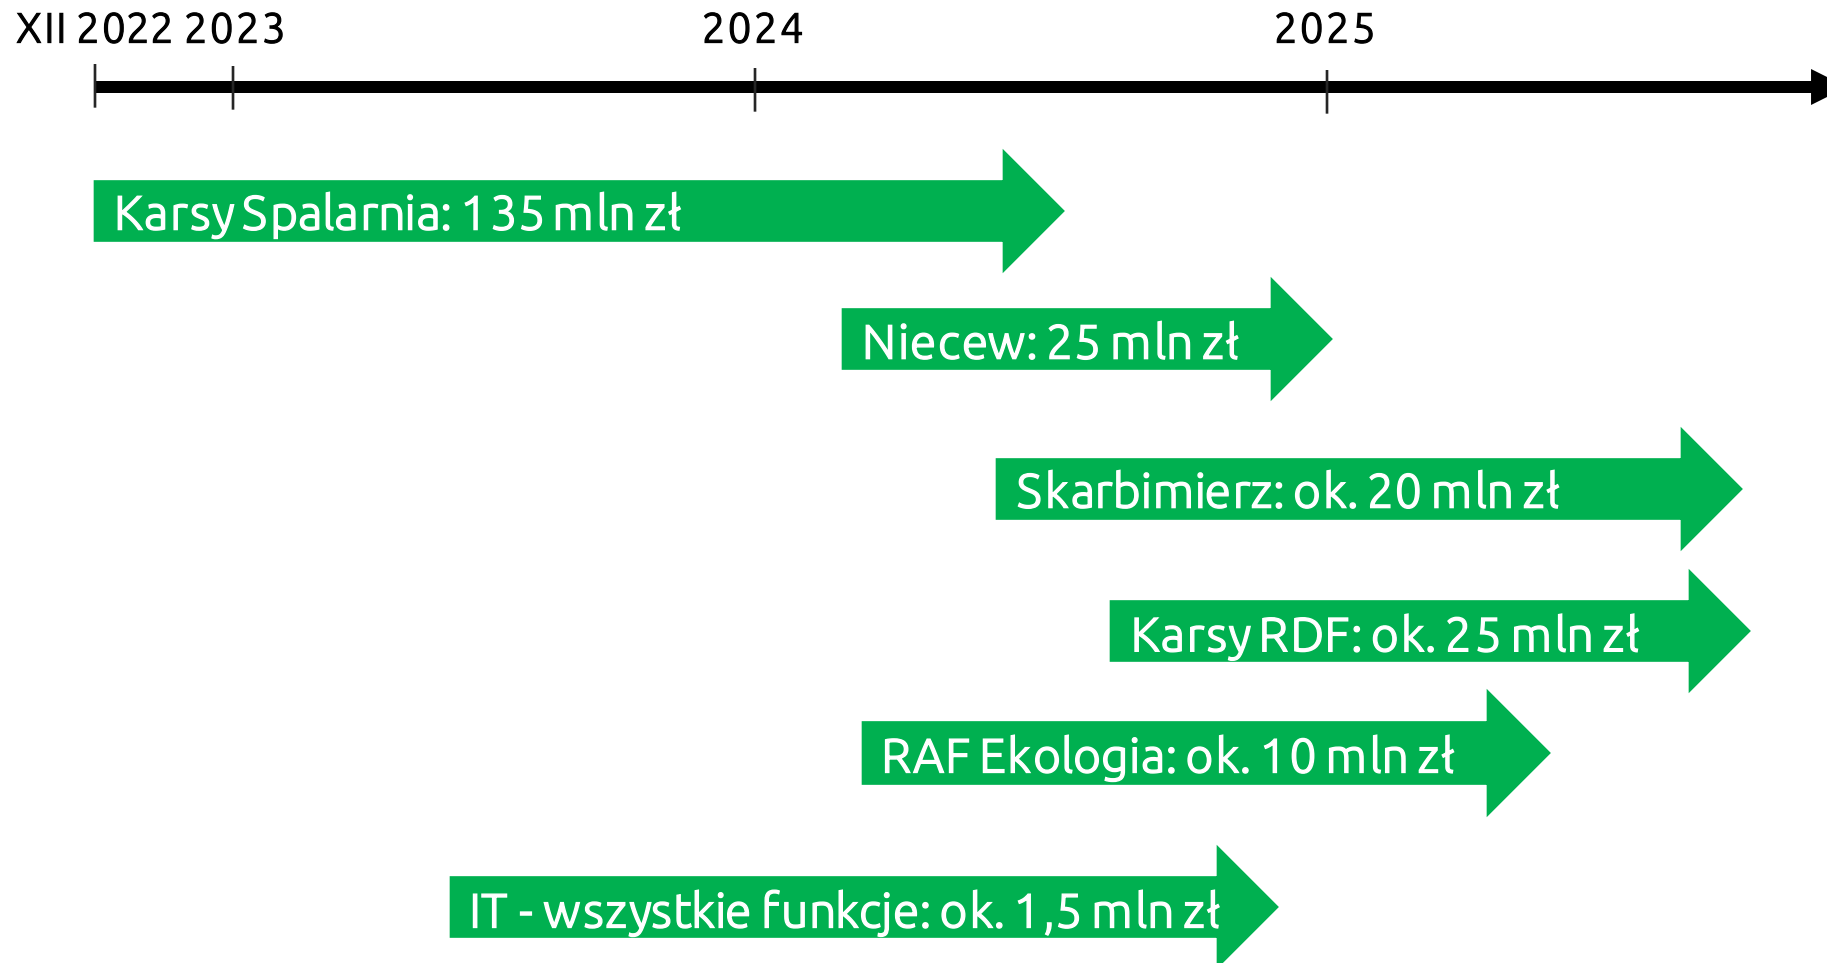 XII 2022 2023 2024 2025
Karsy Spalarnia: 135 mln zł
Niecew: 25 mln zł
Skarbimierz: ok. 20 mln zł
Karsy RDF: ok. 25 mln zł
RAF Ekologia: ok. 10 mln zł
IT - wszystkie funkcje: ok. 1,5 mln zł